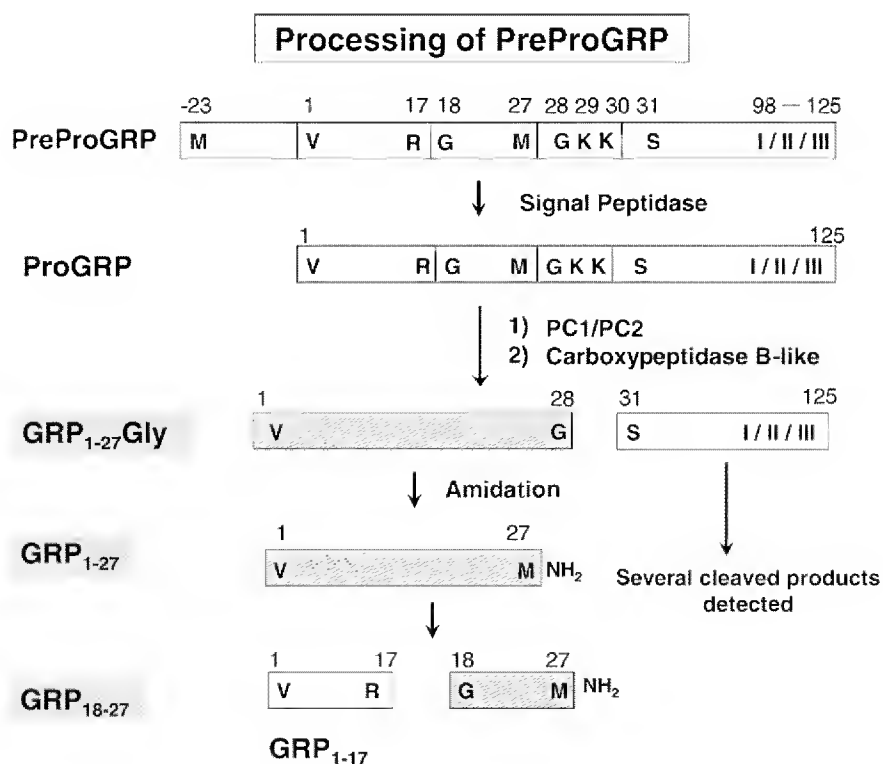 Processing of PreProGRP
-23 1 17 18 27 28 29 30 31 98 — 125
PreProGRP M V R G M G K K S I / II / III
Signal Peptidase
1 125
ProGRP V R G M G K K S I / II / III
1) PC1/PC2
2) Carboxypeptidase B-like
1 28 31 125
GRP1-27Gly V G S I / II / III
Amidation
1 27
GRP1-27 V M NH2
Several cleaved products
detected
1 17 18 27
GRP18-27 V R G M NH2
GRP1-17